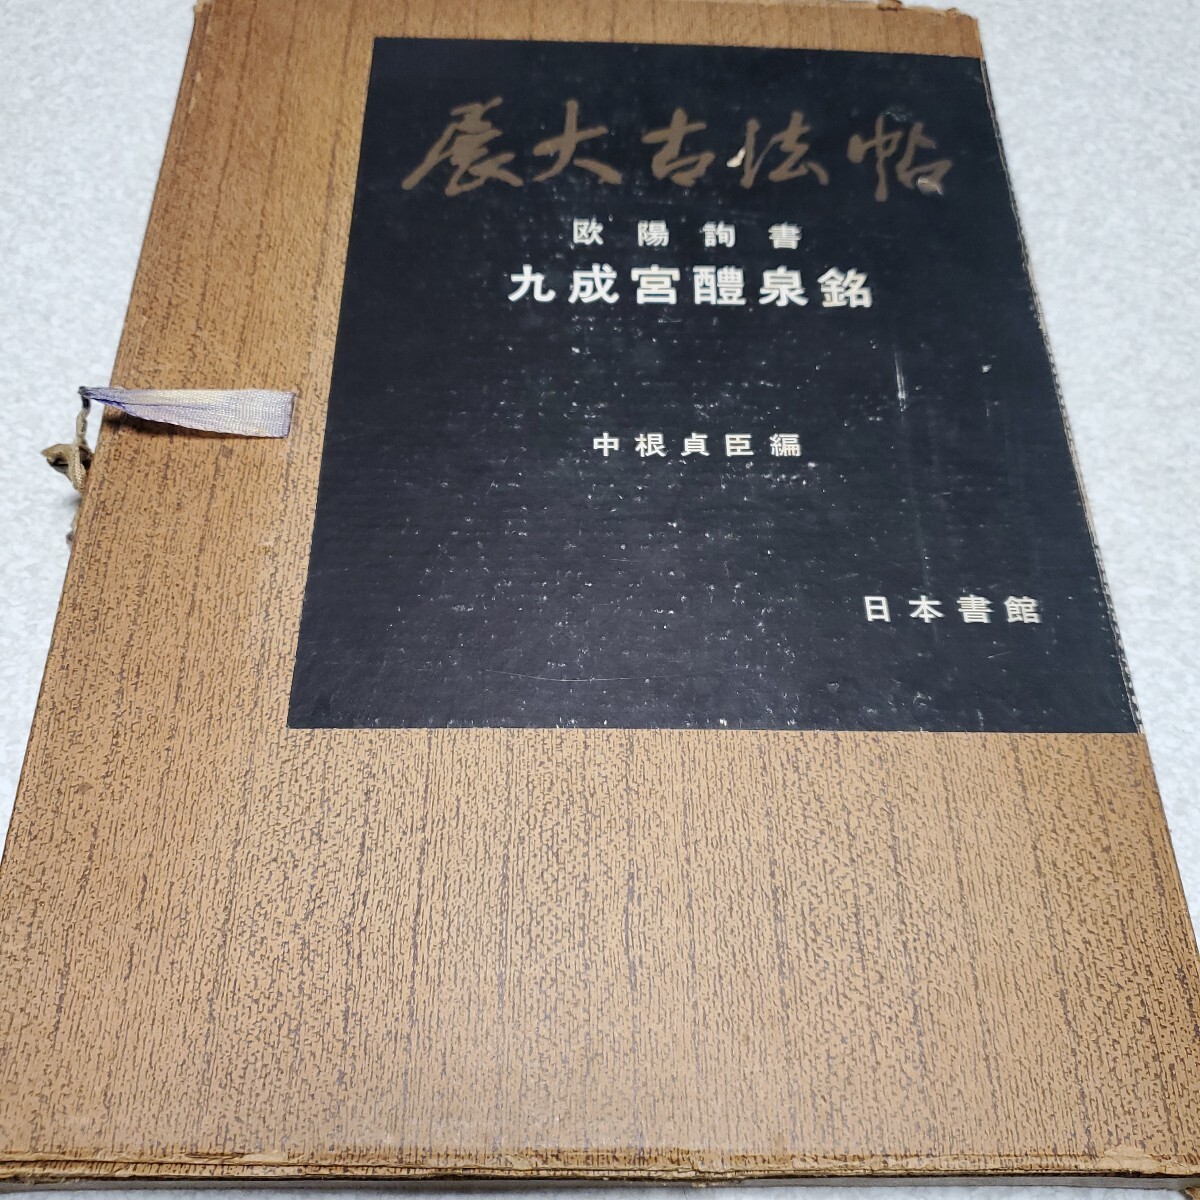 展大古法帖
欧陽詢書
九成宮醴泉銘
中根貞臣編
日本書館